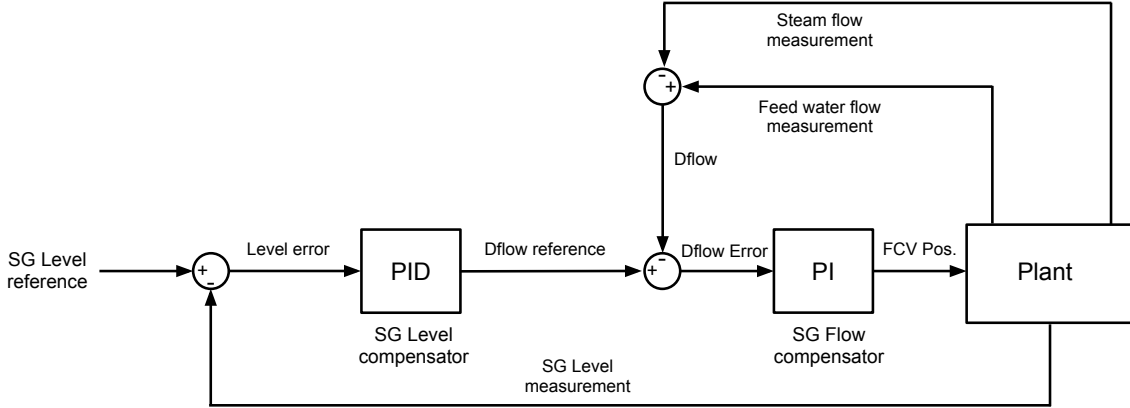 Steam flow
measurement
-
+
Feed water flow
measurement
Dflow
SG Level
reference
+
-
Level error
PID
SG Level
compensator
Dflow reference
+
-
Dflow Error
PI
SG Flow
compensator
FCV Pos.
Plant
SG Level
measurement